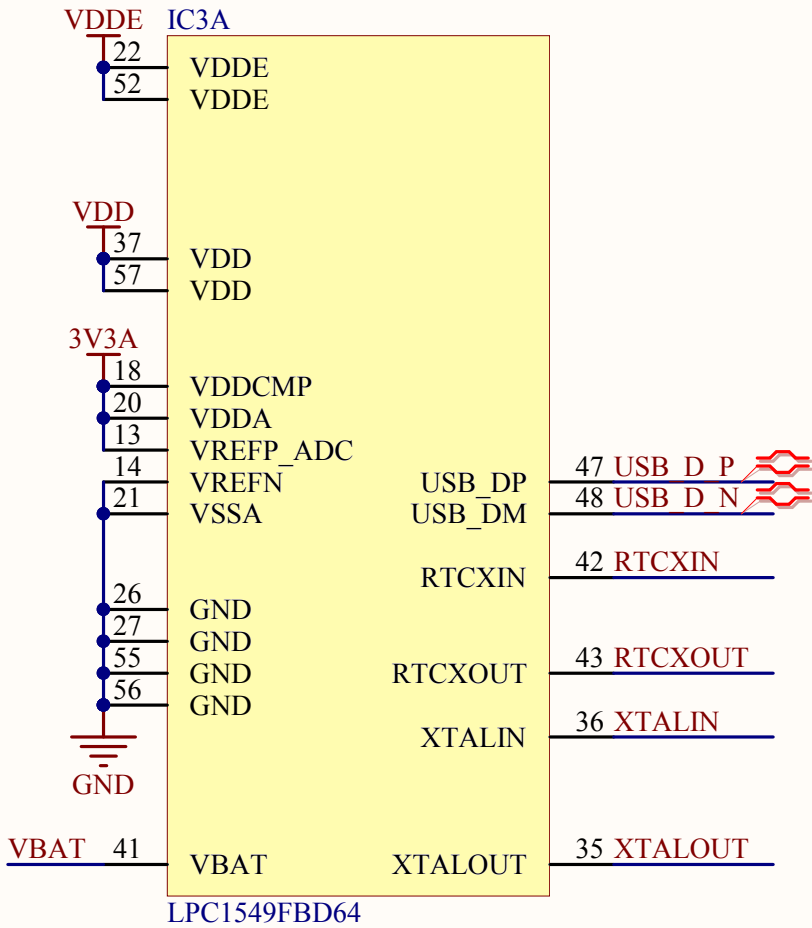 VDDE IC3A
22 VDDE
52 VDDE
VDD
37 VDD
57 VDD
3V3A
18 VDDCMP
20 VDDA
13 VREFP_ADC
14 VREFN USB_DP 47 USB_D_P
21 VSSA USB_DM 48 USB_D_N
RTCXIN 42 RTCXIN
26 GND
27 GND
55 GND RTCXOUT 43 RTCXOUT
56 GND
XTALIN 36 XTALIN
GND
VBAT 41 VBAT XTALOUT 35 XTALOUT
LPC1549FBD64